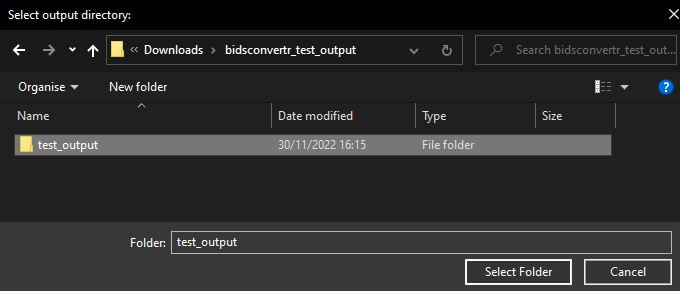 Select output directory:
« Downloads › bidsconvertr_test_output
Search bidsconvertr_test_out...
Organise New folder
?
Name Date modified Type Size
test_output 30/11/2022 16:15 File folder
Folder: test_output
Select Folder Cancel